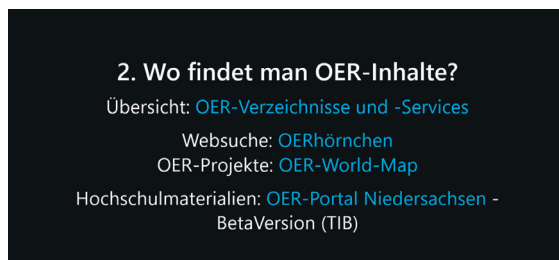 2. Wo findet man OER-Inhalte?
Übersicht: OER-Verzeichnisse und -Services
Websuche: OERhörnchen
OER-Projekte: OER-World-Map
Hochschulmaterialien: OER-Portal Niedersachsen -
BetaVersion (TIB)